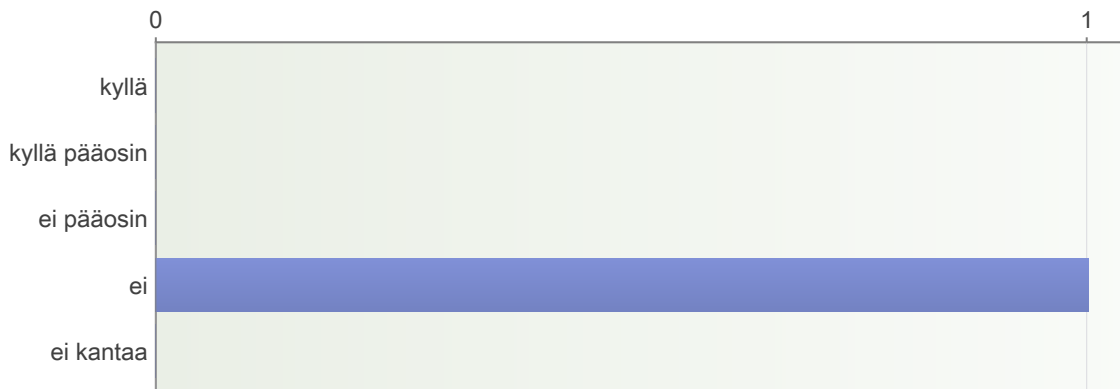 0 1
kyllä
kyllä pääosin
ei pääosin
ei
ei kantaa